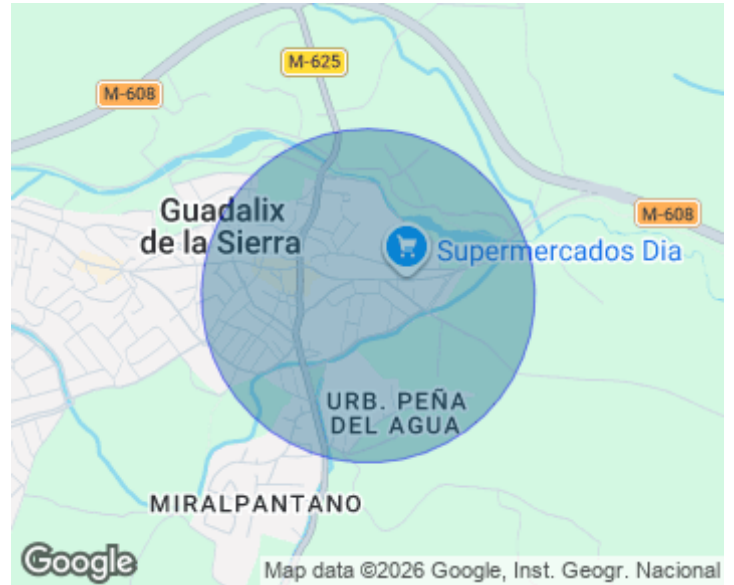 M-625
M-608
Guadalix
de la Sierra
M-608
Supermercados Dia
URB. PEÑA
DEL AGUA
MIRALPANTANO
Google
Map data ©2026 Google, Inst. Geogr. Nacional